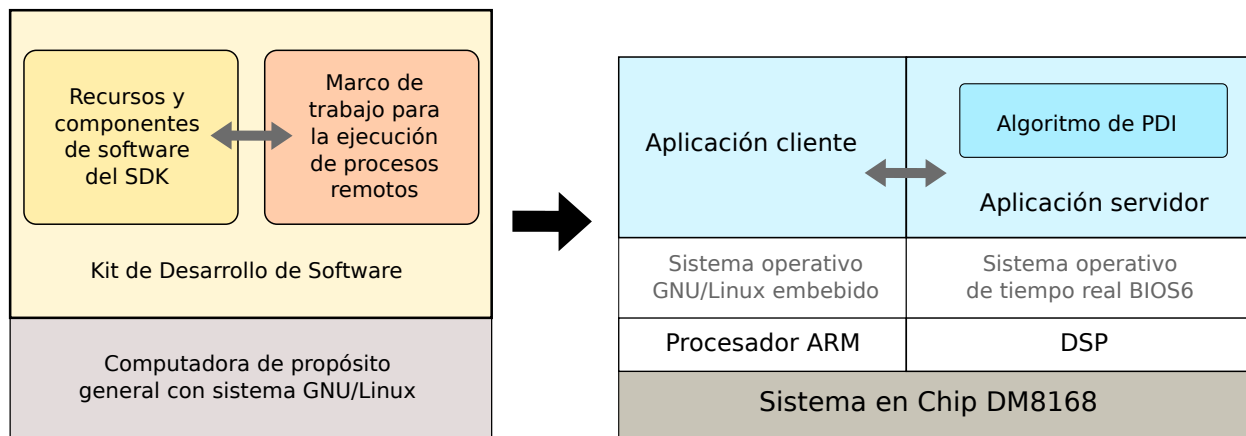 Recursos y
componentes
de software
del SDK
Marco de
trabajo para
la ejecución
de procesos
remotos
Kit de Desarrollo de Software
Computadora de propósito
general con sistema GNU/Linux
Aplicación cliente
Algoritmo de PDI
Aplicación servidor
Sistema operativo
GNU/Linux embebido
Sistema operativo
de tiempo real BIOS6
Procesador ARM
DSP
Sistema en Chip DM8168